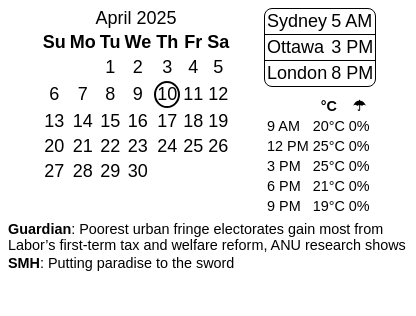 April 2025
Su Mo Tu We Th Fr Sa
1 2 3 4 5
6 7 8 9 10 11 12
13 14 15 16 17 18 19
20 21 22 23 24 25 26
27 28 29 30
Sydney 5 AM
Ottawa 3 PM
London 8 PM
°C ☂
9 AM 20°C 0%
12 PM 25°C 0%
3 PM 25°C 0%
6 PM 21°C 0%
9 PM 19°C 0%
Guardian: Poorest urban fringe electorates gain most from
Labor’s first-term tax and welfare reform, ANU research shows
SMH: Putting paradise to the sword